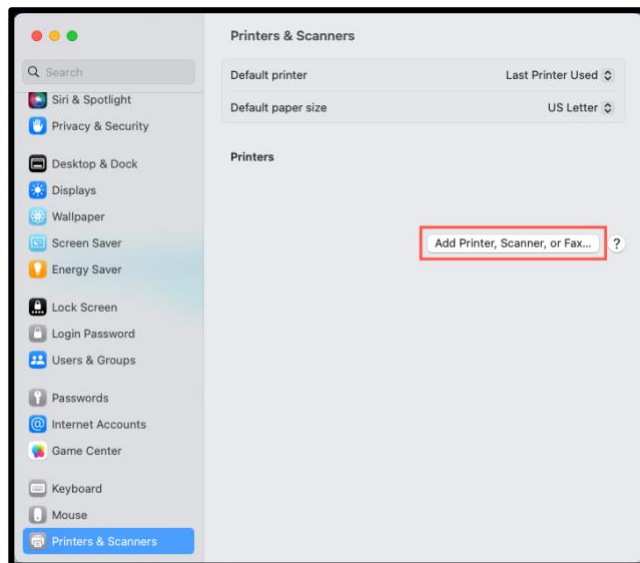 Search
Siri & Spotlight
Privacy & Security
Desktop & Dock
Displays
Wallpaper
Screen Saver
Energy Saver
Lock Screen
Login Password
Users & Groups
Passwords
Internet Accounts
Game Center
Keyboard
Mouse
Printers & Scanners
Printers & Scanners
Default printer Last Printer Used
Default paper size US Letter
Printers
Add Printer, Scanner, or Fax... ?